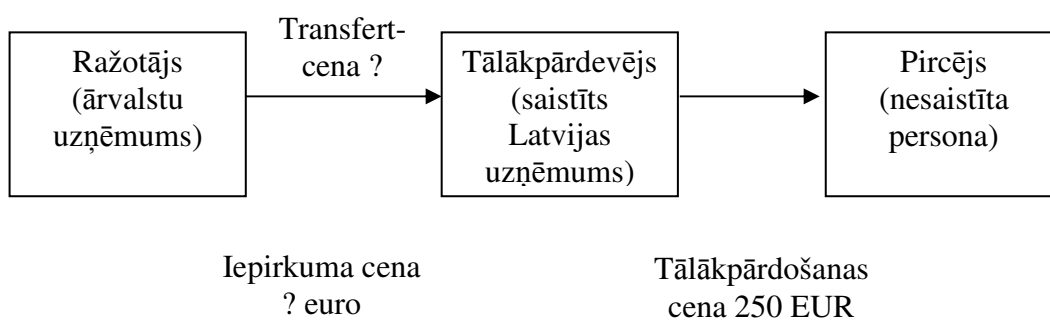 Transfert-
cena ?
Ražotājs
(ārvalstu
uzņēmums)
Tālākpārdevējs
(saistīts
Latvijas
uzņēmums)
Pircējs
(nesaistīta
persona)
Iepirkuma cena
? euro
Tālākpārdošanas
cena 250 EUR